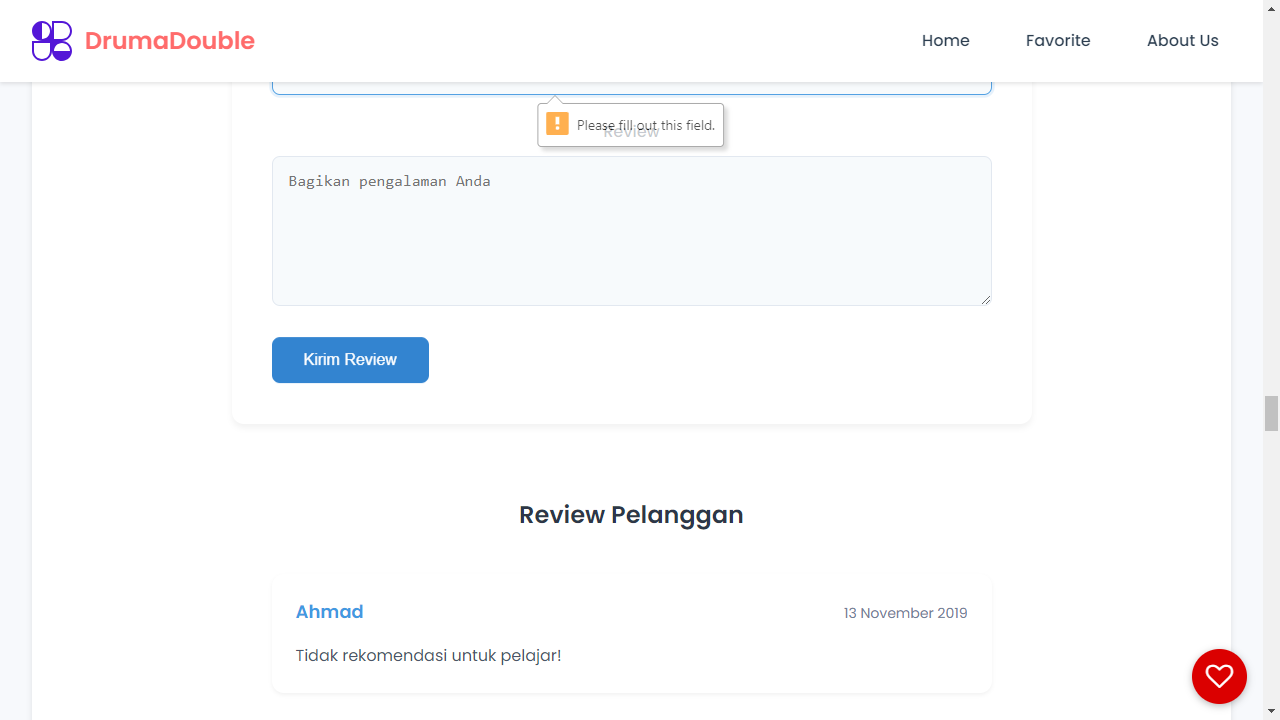 DrumaDouble
Home Favorite About Us
Please fill out this field.
Review
Bagikan pengalaman Anda
Kirim Review
Review Pelanggan
Ahmad
13 November 2019
Tidak rekomendasi untuk pelajar!